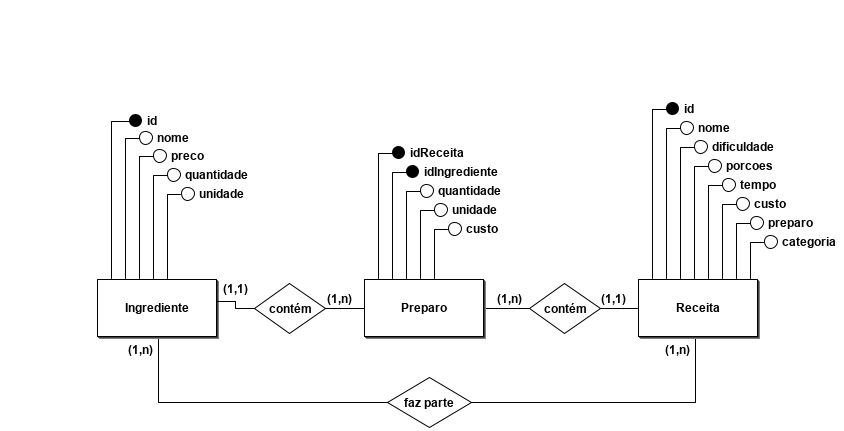 id
nome
preco
quantidade
unidade
idReceita
idIngrediente
quantidade
unidade
custo
id
nome
dificuldade
porcoes
tempo
custo
preparo
categoria
Ingrediente
(1,1)
contém
(1,n)
Preparo
(1,n)
contém
(1,1)
Receita
(1,n)
faz parte
(1,n)